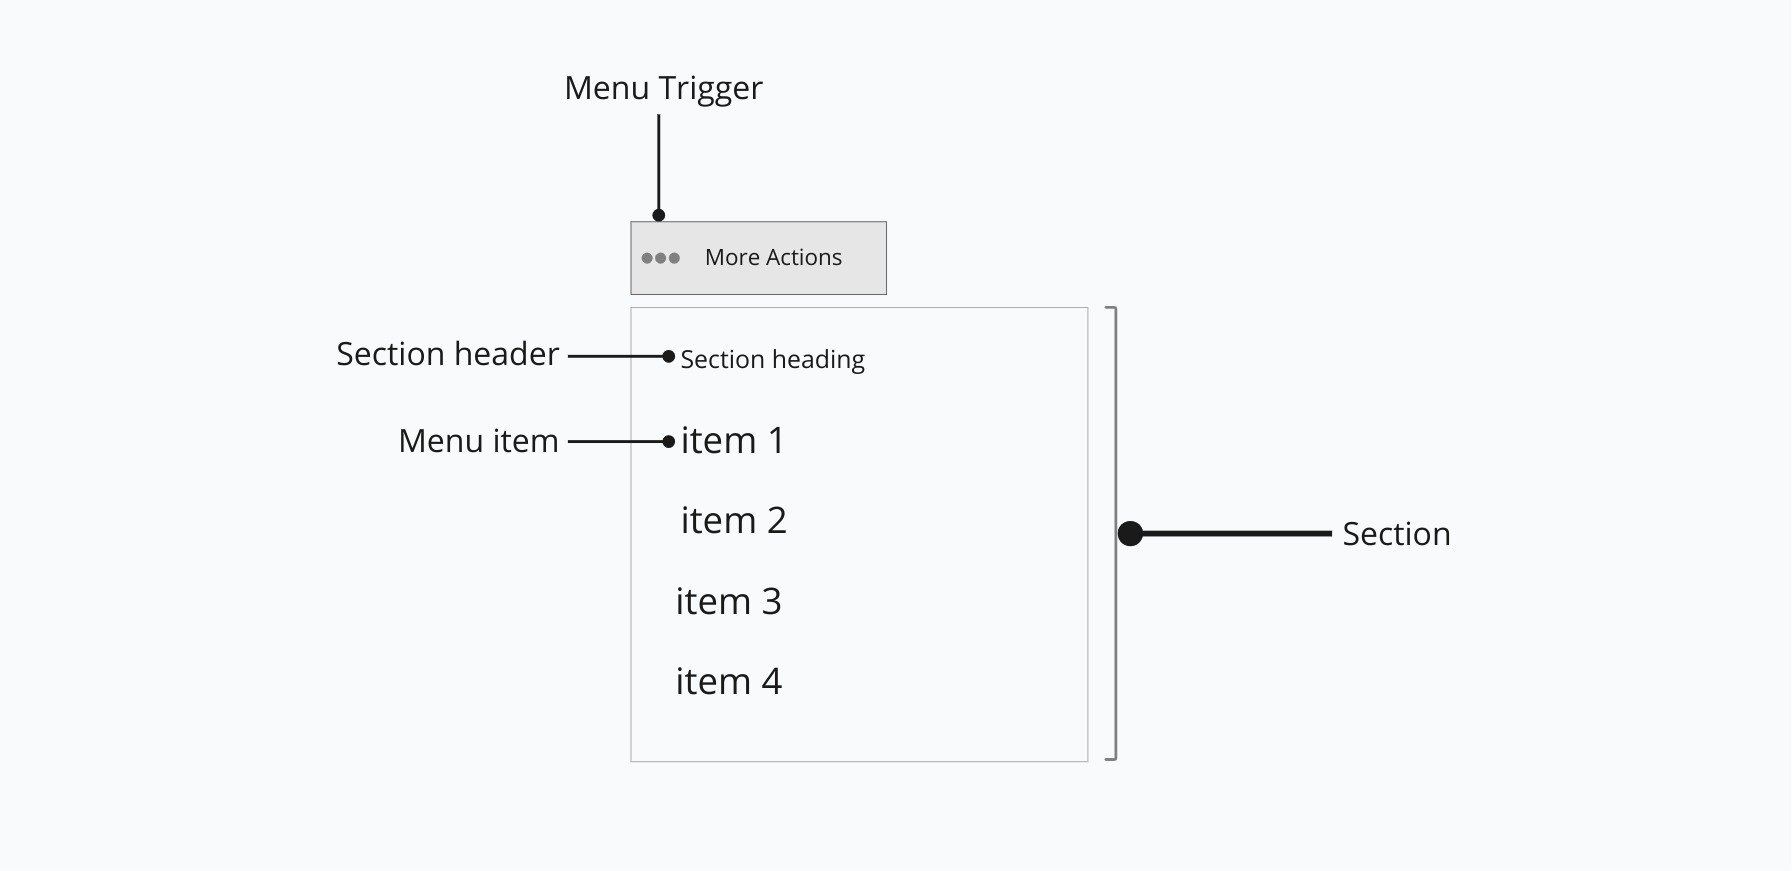 Menu Trigger
More Actions
Section header
Section heading
Menu item
item 1
item 2
Section
item 3
item 4